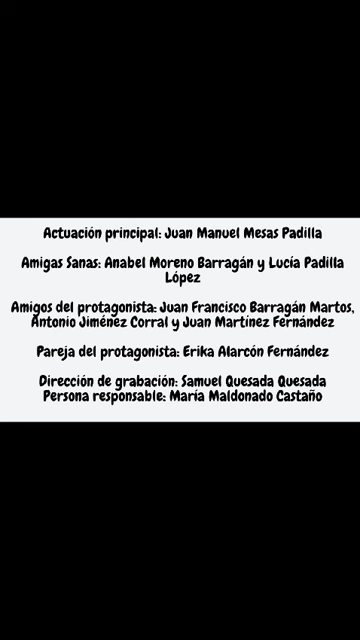 Actuación principal: Juan Manuel Mesas Padilla
Amigas Sanas: Anabel Moreno Barragán y Lucía Padilla
López
Amigos del protagonista: Juan Francisco Barragán Martos,
Antonio Jiménez Corral y Juan Martínez Fernández
Pareja del protagonista: Erika Alarcón Fernández
Dirección de grabación: Samuel Quesada Quesada
Persona responsable: María Maldonado Castaño